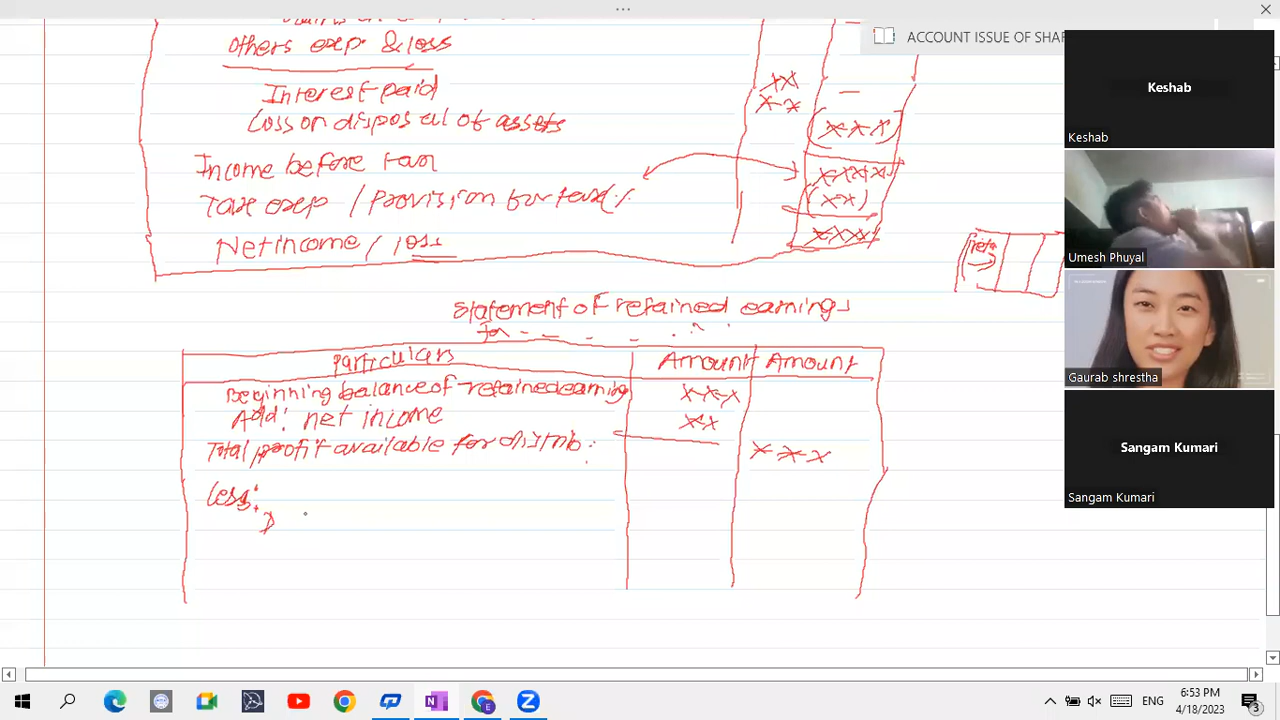 ACCOUNT ISSUE OF SHAR
Others exp. & loss
Interest paid xx
Loss on disposal of assets x-x — (xxx)
Income before tax xxxx
Tax exp / Provision for tax (xx)
Net income / loss xxxx
Statement of retained earnings
for
Particulars Amount Amount
Beginning balance of retained earning xxx
Add: net income xx
Total profit available for distrib: xxx
Less:
Keshab
Keshab
Umesh Phuyal
Gaurab shrestha
Sangam Kumari
Sangam Kumari
ENG
6:53 PM
4/18/2023
3